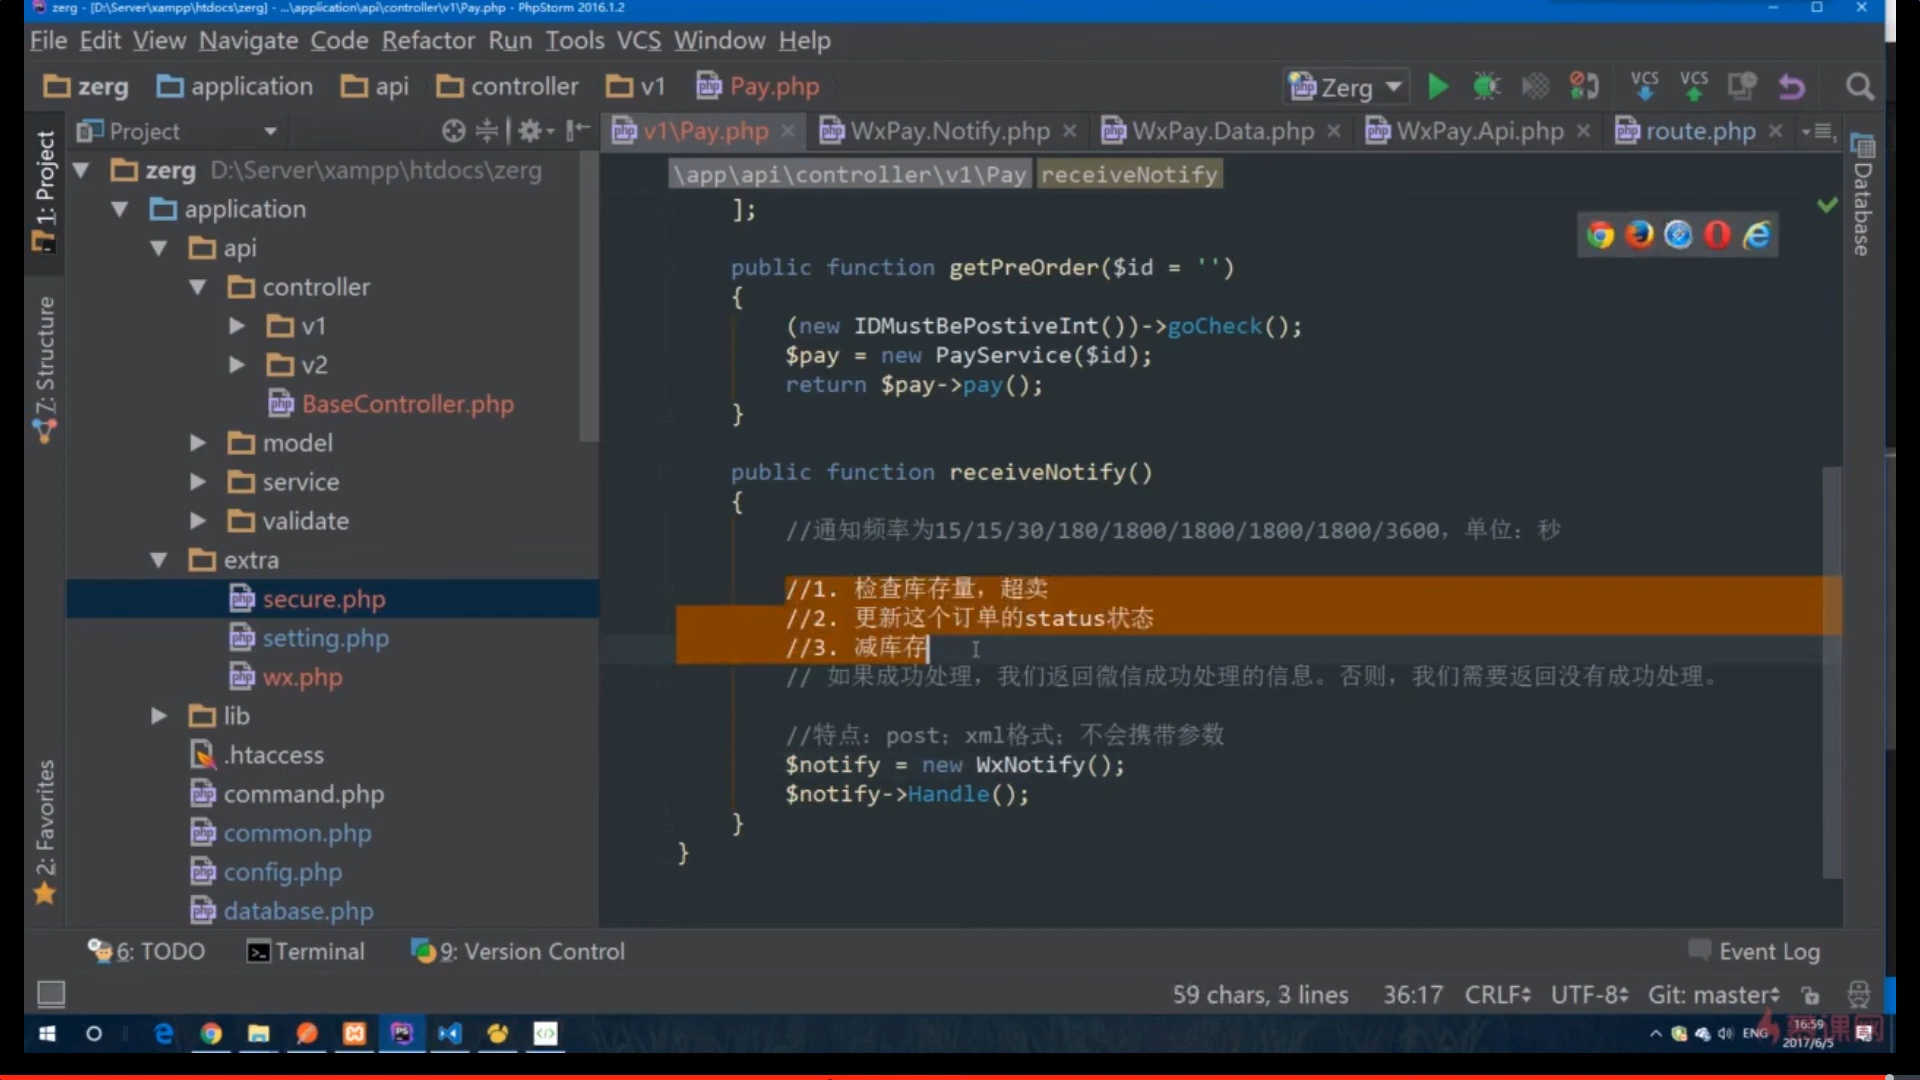 zerg - [D:\Server\xampp\htdocs\zerg] - ...\application\api\controller\v1\Pay.php - PhpStorm 2016.1.2
File Edit View Navigate Code Refactor Run Tools VCS Window Help
zerg application api controller v1 Pay.php Zerg VCS VCS
Project v1\Pay.php WxPay.Notify.php WxPay.Data.php WxPay.Api.php route.php
1: Project
7: Structure
2: Favorites
zerg D:\Server\xampp\htdocs\zerg
application
api
controller
v1
v2
BaseController.php
model
service
validate
extra
secure.php
setting.php
wx.php
lib
.htaccess
command.php
common.php
config.php
database.php
\app\api\controller\v1\Pay receiveNotify
];
public function getPreOrder($id = '')
{
(new IDMustBePostiveInt())->goCheck();
$pay = new PayService($id);
return $pay->pay();
}
public function receiveNotify()
{
//通知频率为15/15/30/180/1800/1800/1800/1800/3600，单位：秒
//1. 检查库存量，超卖
//2. 更新这个订单的status状态
//3. 减库存
// 如果成功处理，我们返回微信成功处理的信息。否则，我们需要返回没有成功处理。
//特点：post；xml格式；不会携带参数
$notify = new WxNotify();
$notify->Handle();
}
}
Database
6: TODO Terminal 9: Version Control Event Log
59 chars, 3 lines 36:17 CRLF UTF-8 Git: master
ENG 16:59
2017/6/5
慕课网